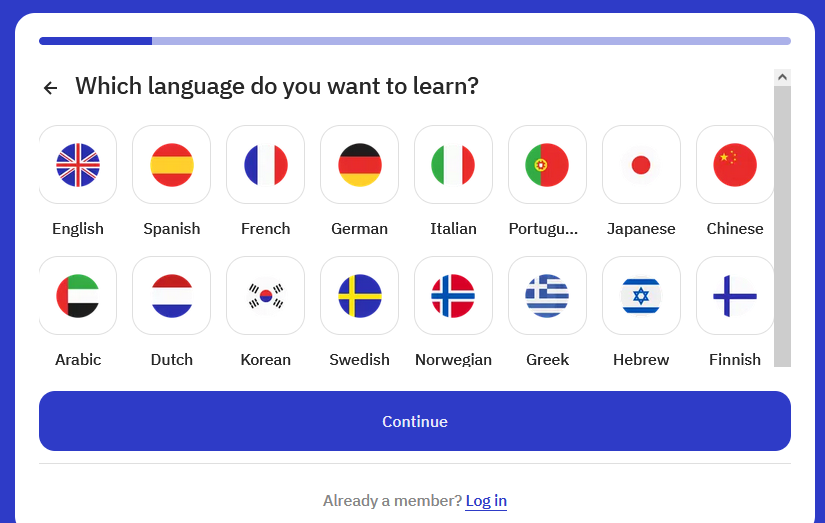 Which language do you want to learn?
English Spanish French German Italian Portugu... Japanese Chinese
Arabic Dutch Korean Swedish Norwegian Greek Hebrew Finnish
Continue
Already a member? Log in